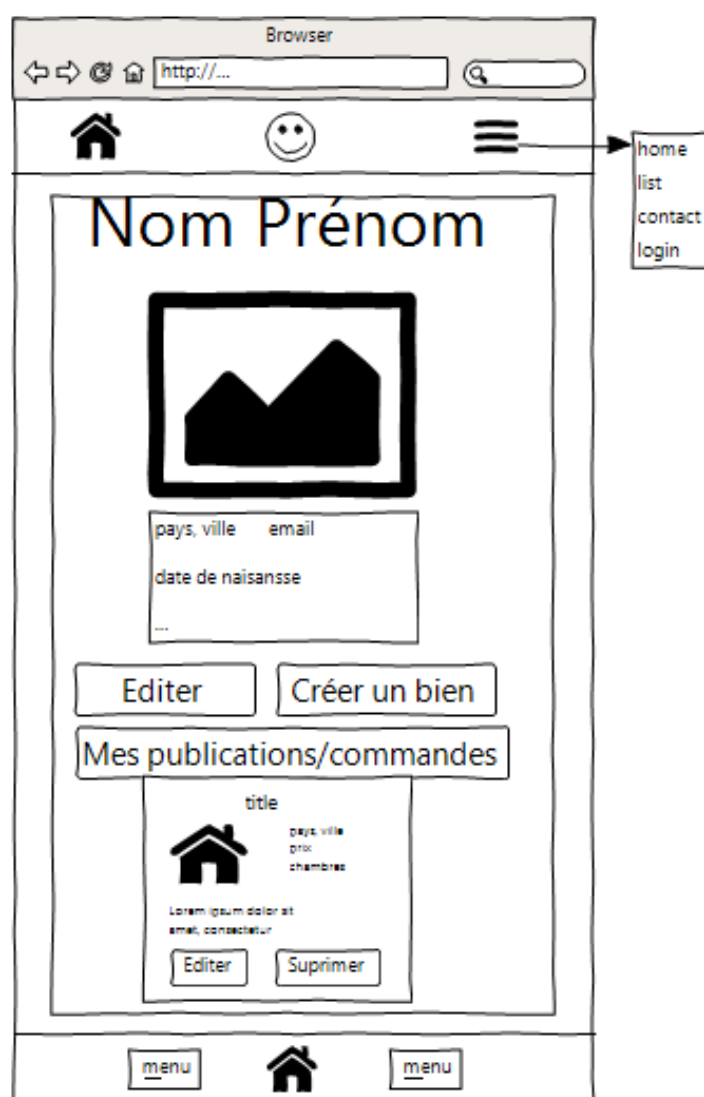 Browser
http://...
home
list
contact
login
Nom Prénom
pays, ville email
date de naisansse
...
Editer Créer un bien
Mes publications/commandes
title
pays, ville
prix
chambres
Lorem ipsum dolor sit
amet, consectetur
Editer Suprimer
menu menu